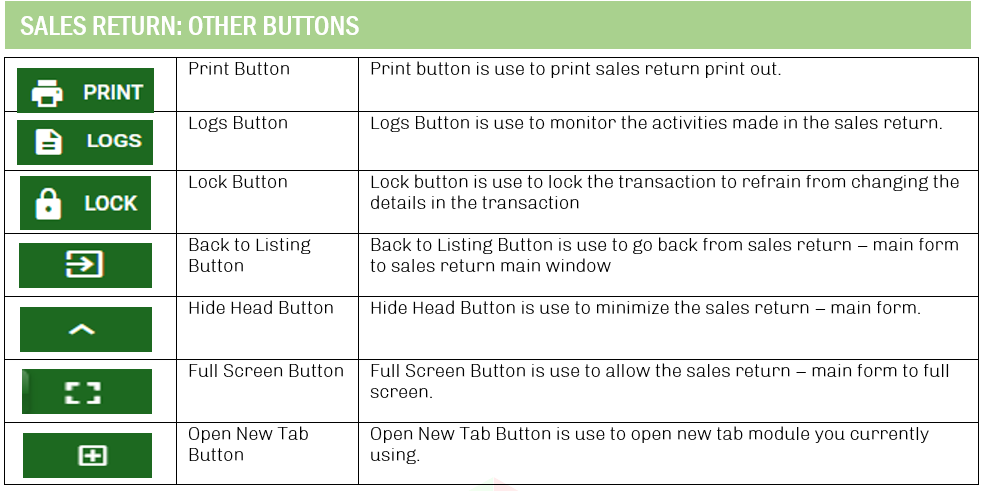 SALES RETURN: OTHER BUTTONS
PRINT
Print Button
Print button is use to print sales return print out.
LOGS
Logs Button
Logs Button is use to monitor the activities made in the sales return.
LOCK
Lock Button
Lock button is use to lock the transaction to refrain from changing the
details in the transaction
Back to Listing
Button
Back to Listing Button is use to go back from sales return – main form
to sales return main window
Hide Head Button
Hide Head Button is use to minimize the sales return – main form.
Full Screen Button
Full Screen Button is use to allow the sales return – main form to full
screen.
Open New Tab
Button
Open New Tab Button is use to open new tab module you currently
using.